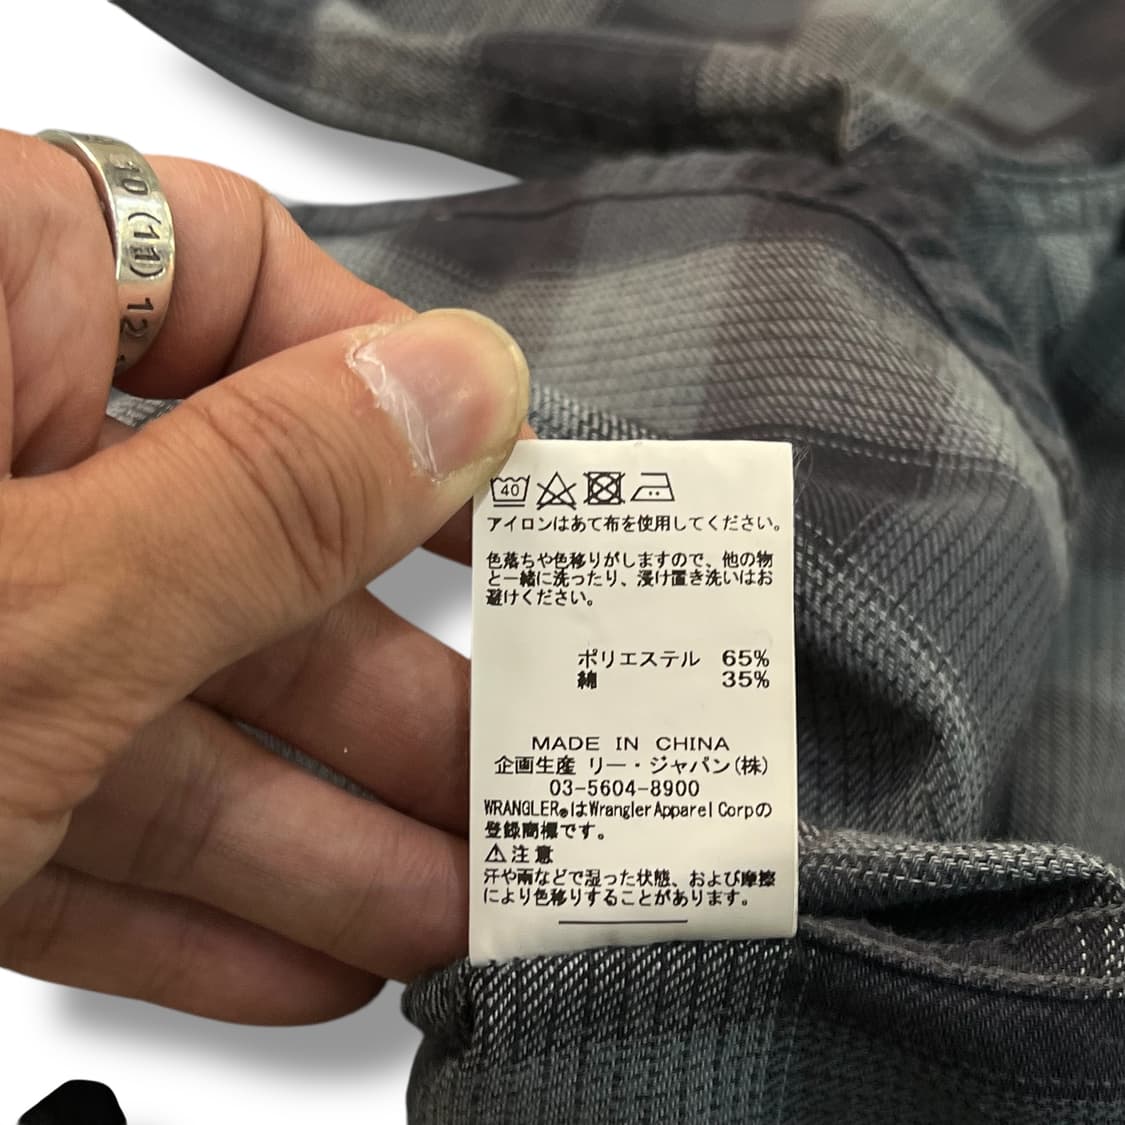 10 (11) 12
40
アイロンはあて布を使用してください。
色落ちや色移りがしますので、他の物
と一緒に洗ったり、浸け置き洗いはお
避けください。
ポリエステル 65%
綿 35%
MADE IN CHINA
企画生産 リー・ジャパン(株)
03-5604-8900
WRANGLER®はWrangler Apparel Corpの
登録商標です。
⚠注意
汗や雨などで湿った状態、および摩擦
により色移りすることがあります。